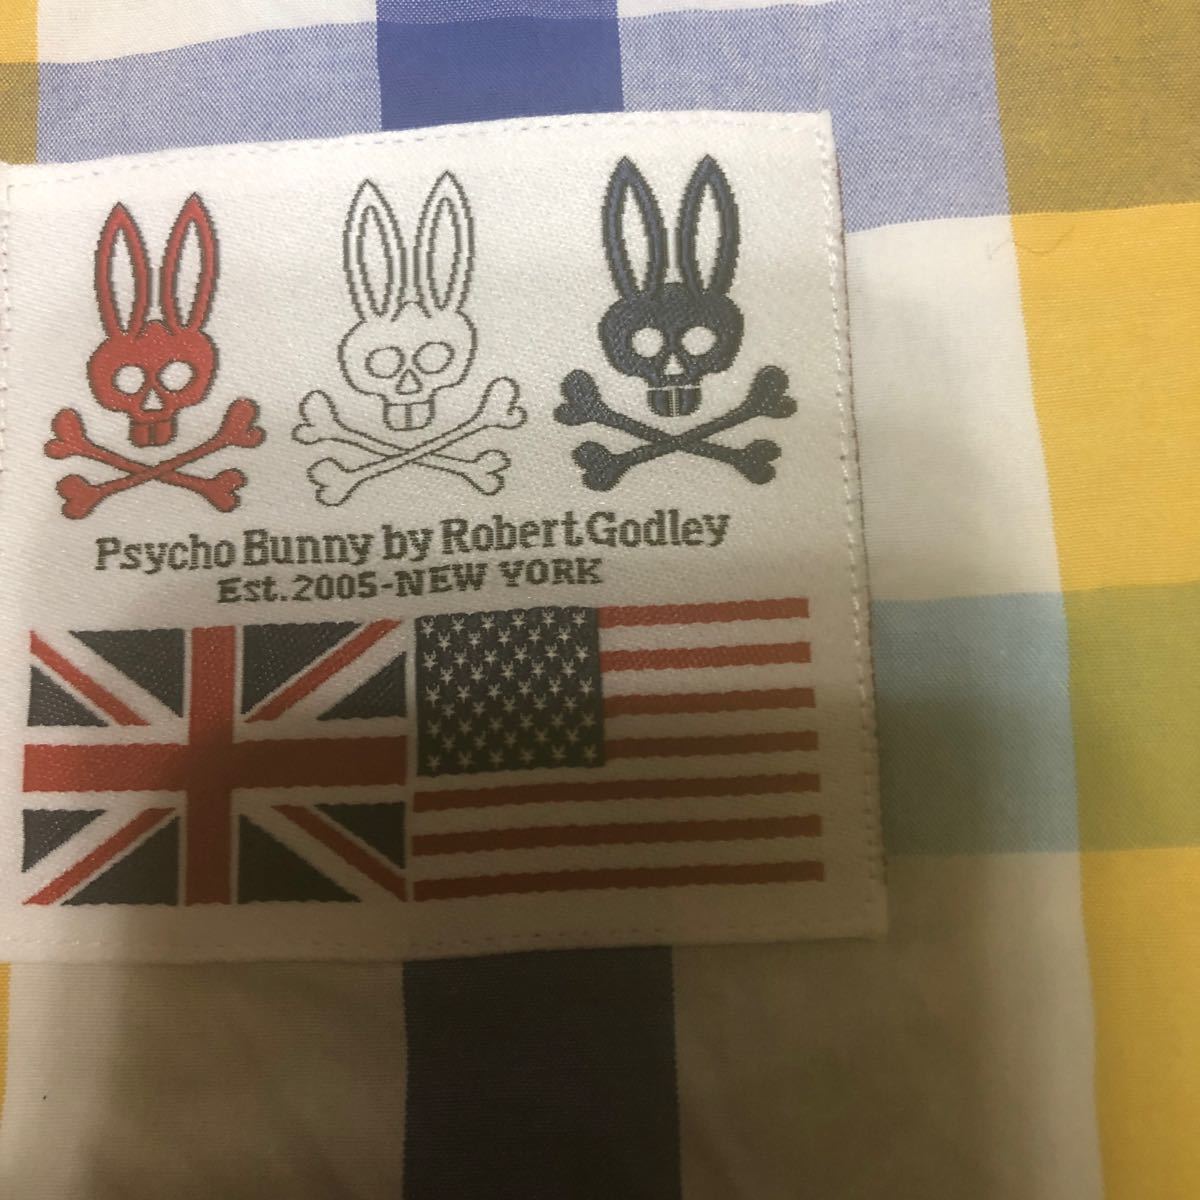 Psycho Bunny by Robert Godley
Est.2005-NEW YORK